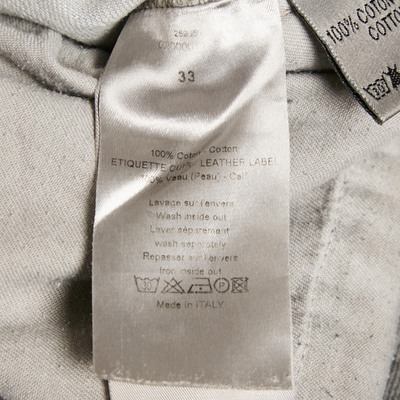 33
100% Coton - Cotton
ETIQUETTE CUIR - LEATHER LABEL
100% Veau (Peau) - Calf
Lavage sur l'envers
Wash inside out
Laver séparement
wash separately
Repasser sur l'envers
Iron inside out
Made in ITALY
100% COTON
COTTON